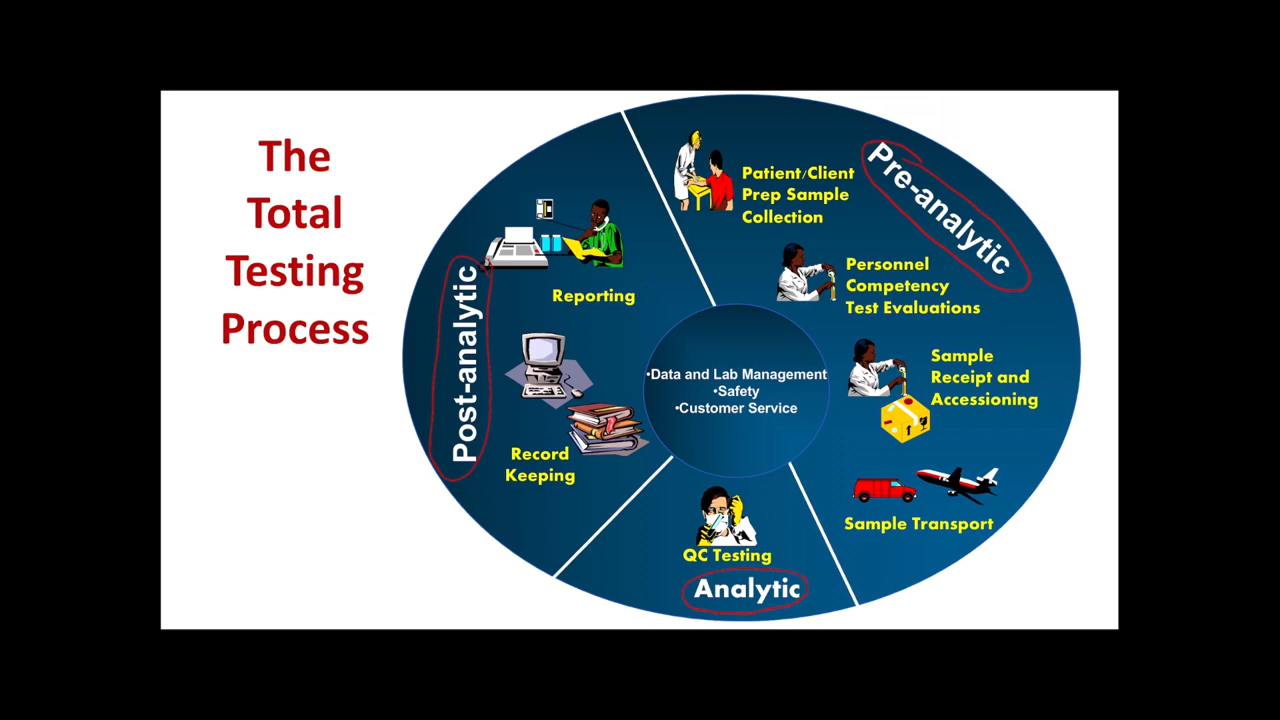 The
Total
Testing
Process
Pre-analytic
Patient/Client
Prep Sample
Collection
Personnel
Competency
Test Evaluations
Sample
Receipt and
Accessioning
Sample Transport
•Data and Lab Management
•Safety
•Customer Service
QC Testing
Analytic
Post-analytic
Reporting
Record
Keeping